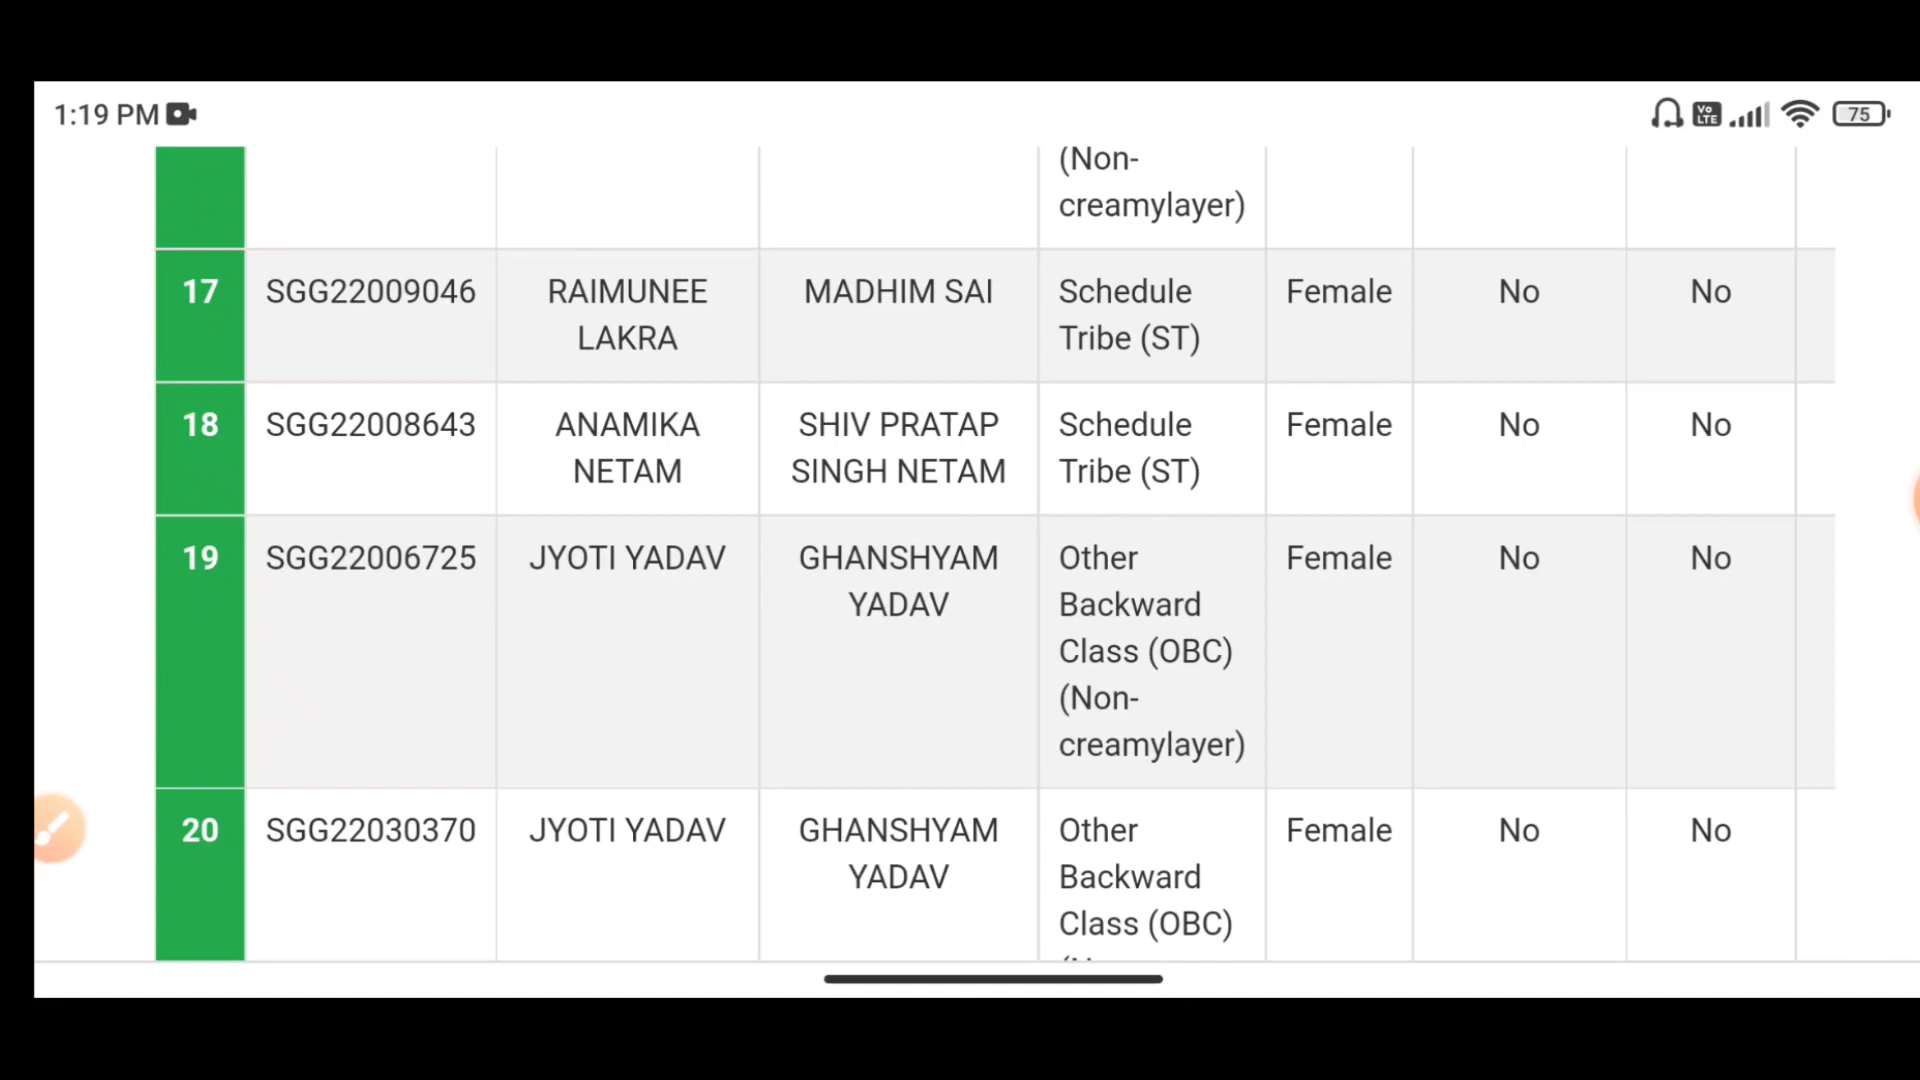 1:19 PM
Vo LTE
75
(Non-
creamylayer)
17 SGG22009046 RAIMUNEE MADHIM SAI Schedule Female No No
LAKRA Tribe (ST)
18 SGG22008643 ANAMIKA SHIV PRATAP Schedule Female No No
NETAM SINGH NETAM Tribe (ST)
19 SGG22006725 JYOTI YADAV GHANSHYAM Other Female No No
YADAV Backward
Class (OBC)
(Non-
creamylayer)
20 SGG22030370 JYOTI YADAV GHANSHYAM Other Female No No
YADAV Backward
Class (OBC)